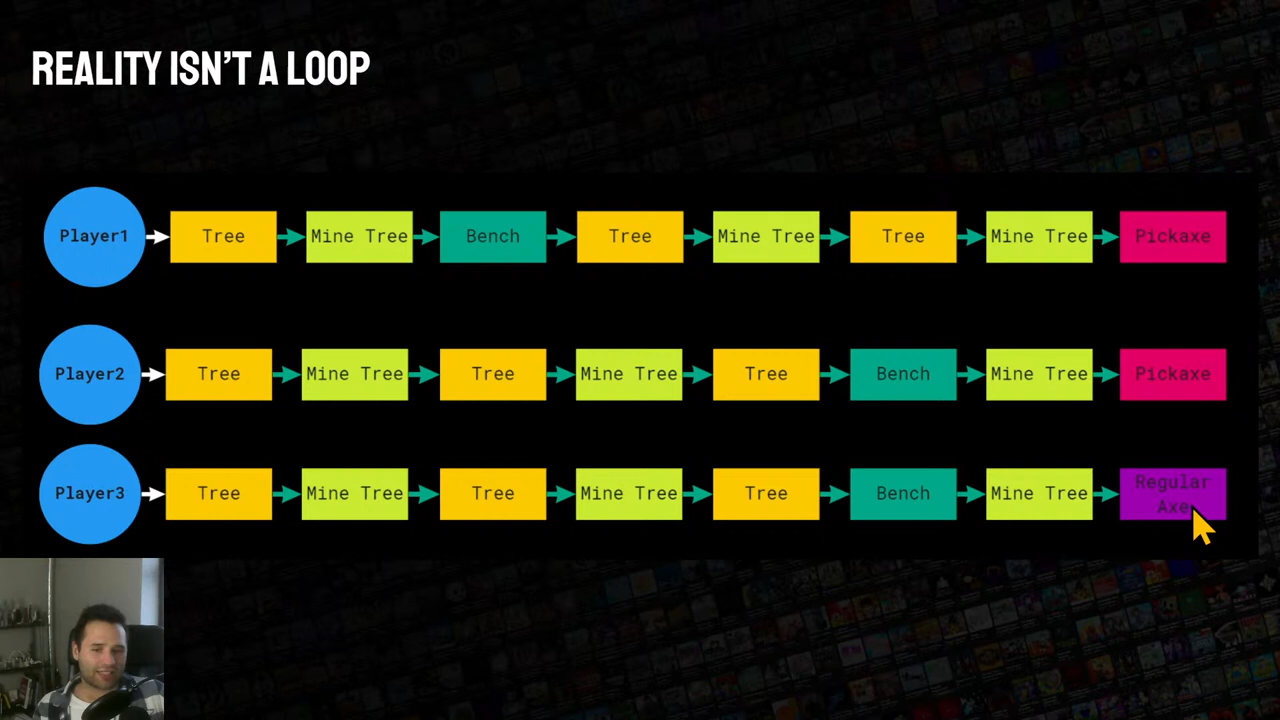 REALITY ISN'T A LOOP
Player1 Tree Mine Tree Bench Tree Mine Tree Tree Mine Tree Pickaxe
Player2 Tree Mine Tree Tree Mine Tree Tree Bench Mine Tree Pickaxe
Player3 Tree Mine Tree Tree Mine Tree Tree Bench Mine Tree Regular
Axe